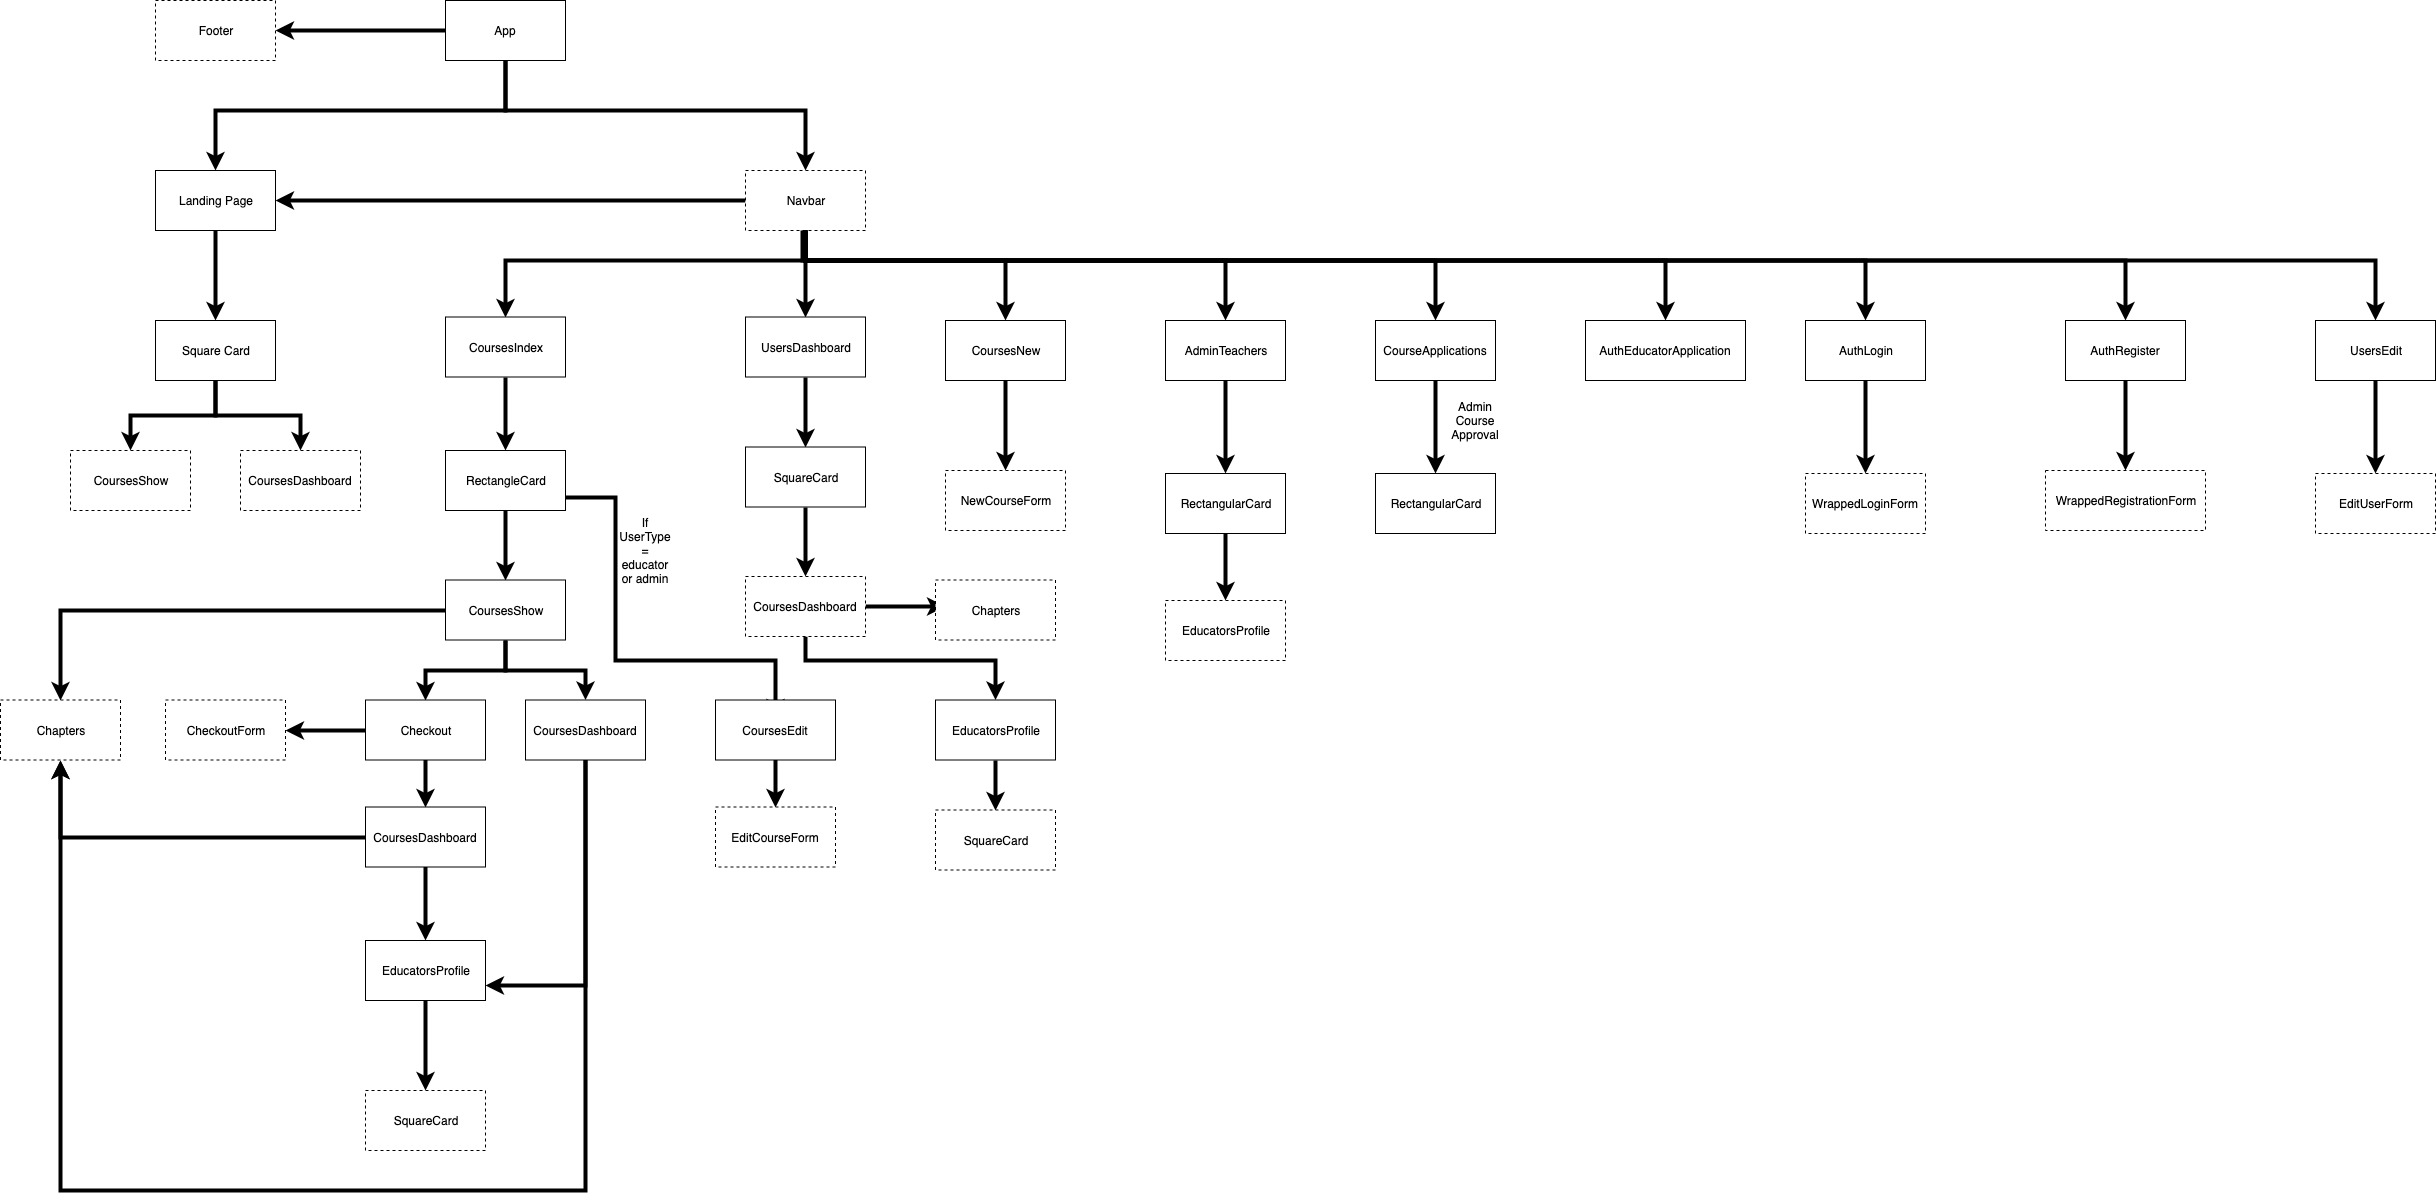 Footer
App
Landing Page
Navbar
Square Card
CoursesIndex
UsersDashboard
CoursesNew
AdminTeachers
CourseApplications
AuthEducatorApplication
AuthLogin
AuthRegister
UsersEdit
Admin
Course
Approval
CoursesShow
CoursesDashboard
RectangleCard
SquareCard
NewCourseForm
RectangularCard
RectangularCard
WrappedLoginForm
WrappedRegistrationForm
EditUserForm
If
UserType
=
educator
or admin
CoursesShow
CoursesDashboard
Chapters
EducatorsProfile
Chapters
CheckoutForm
Checkout
CoursesDashboard
CoursesEdit
EducatorsProfile
CoursesDashboard
EditCourseForm
SquareCard
EducatorsProfile
SquareCard